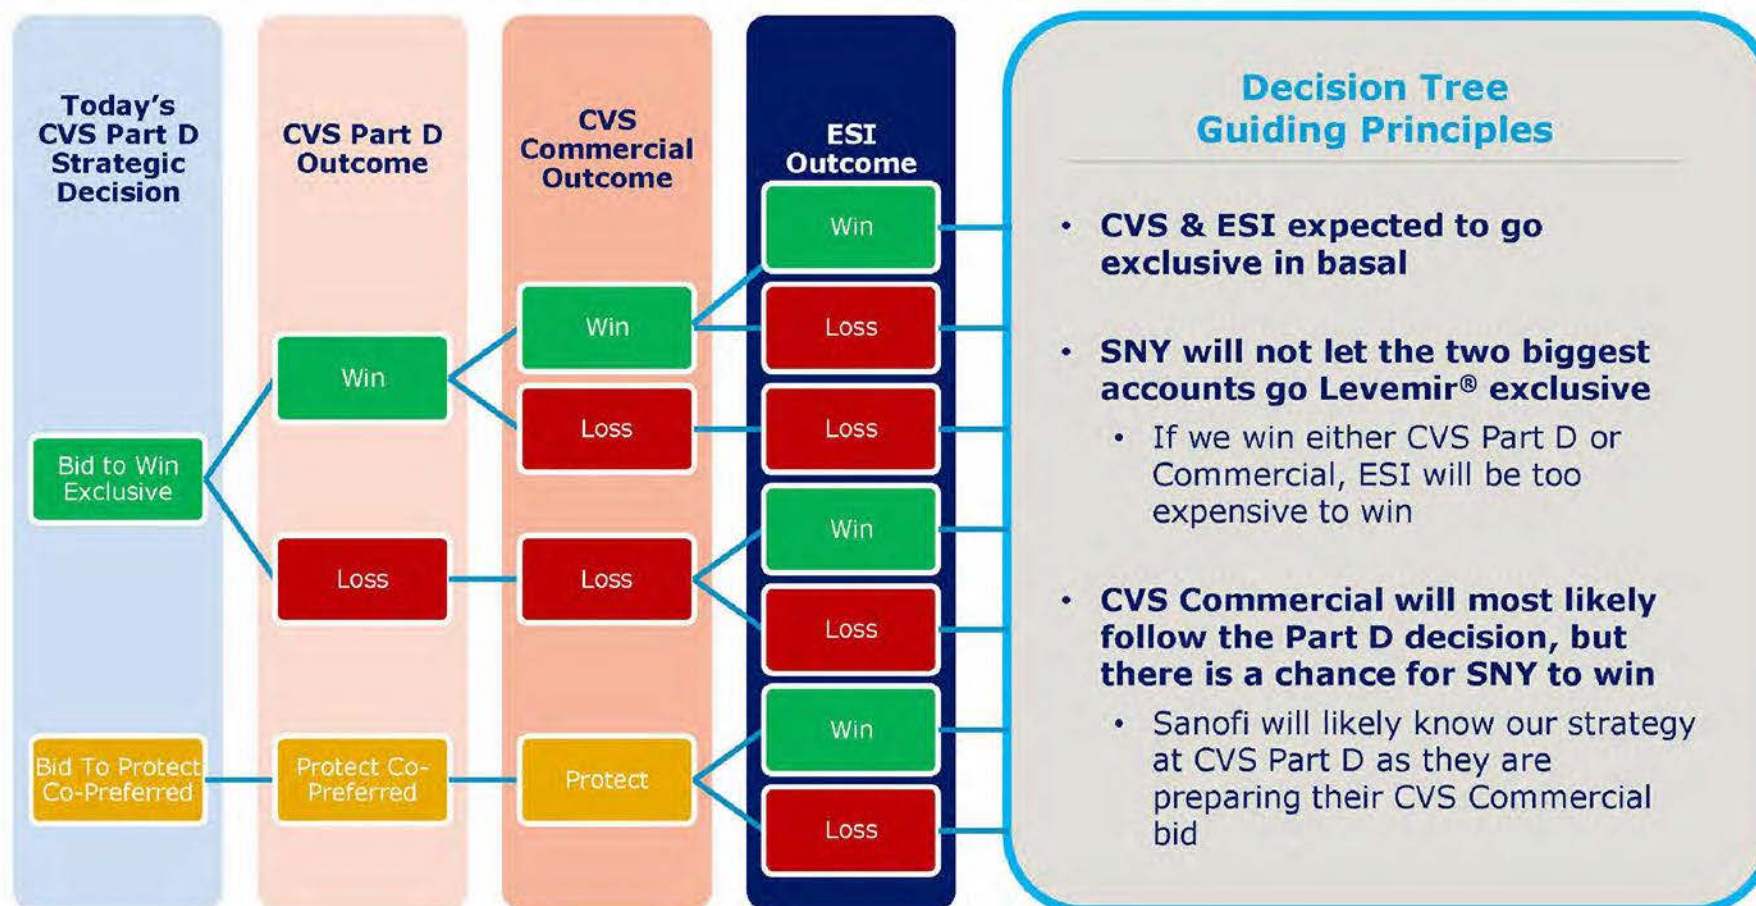 Today's
CVS Part D
Strategic
Decision
Bid to Win
Exclusive
Bid To Protect
Co-Preferred
CVS Part D
Outcome
Win
Loss
Protect Co-
Preferred
CVS
Commercial
Outcome
Win
Loss
Loss
Protect
ESI
Outcome
Win
Loss
Loss
Win
Loss
Win
Loss
Decision Tree
Guiding Principles
• CVS & ESI expected to go
exclusive in basal
• SNY will not let the two biggest
accounts go Levemir® exclusive
• If we win either CVS Part D or
Commercial, ESI will be too
expensive to win
• CVS Commercial will most likely
follow the Part D decision, but
there is a chance for SNY to win
• Sanofi will likely know our strategy
at CVS Part D as they are
preparing their CVS Commercial
bid